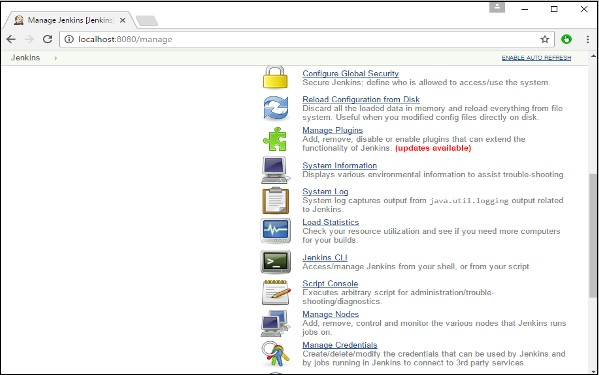 Manage Jenkins [Jenkins
localhost:8080/manage
Jenkins
ENABLE AUTO REFRESH
Configure Global Security
Secure Jenkins; define who is allowed to access/use the system.
Reload Configuration from Disk
Discard all the loaded data in memory and reload everything from file
system. Useful when you modified config files directly on disk.
Manage Plugins
Add, remove, disable or enable plugins that can extend the
functionality of Jenkins. (updates available)
System Information
Displays various environmental information to assist trouble-shooting.
System Log
System log captures output from java.util.logging output related
to Jenkins.
Load Statistics
Check your resource utilization and see if you need more computers
for your builds.
Jenkins CLI
Access/manage Jenkins from your shell, or from your script
Script Console
Executes arbitrary script for administration/trouble-
shooting/diagnostics.
Manage Nodes
Add, remove, control and monitor the various nodes that Jenkins runs
jobs on.
Manage Credentials
Create/delete/modify the credentials that can be used by Jenkins and
by jobs running in Jenkins to connect to 3rd party services